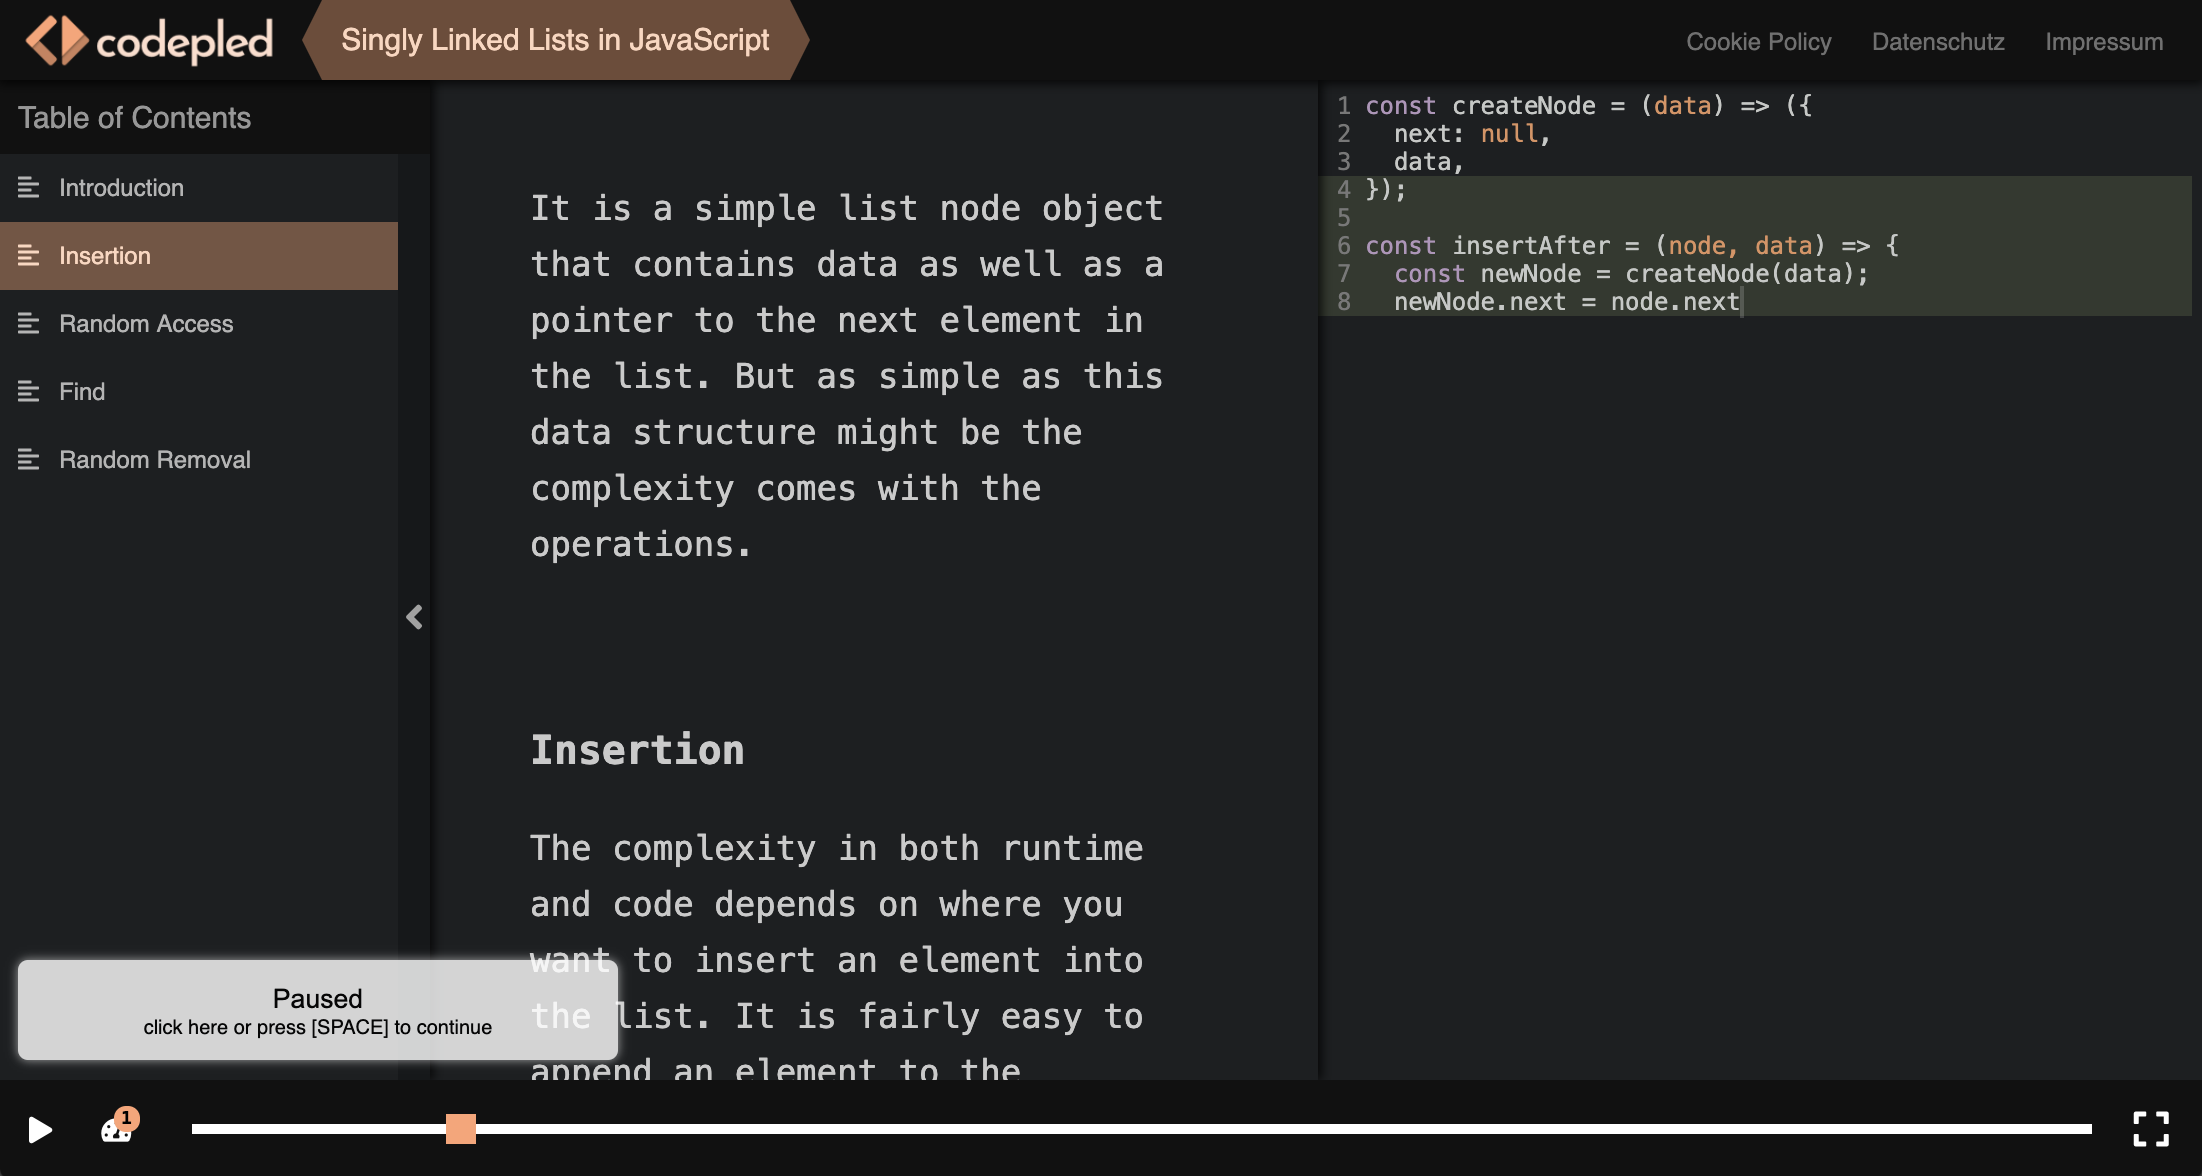 codepled
Singly Linked Lists in JavaScript
Cookie Policy
Datenschutz
Impressum
Table of Contents
Introduction
Insertion
Random Access
Find
Random Removal
It is a simple list node object
that contains data as well as a
pointer to the next element in
the list. But as simple as this
data structure might be the
complexity comes with the
operations.
Insertion
The complexity in both runtime
and code depends on where you
want to insert an element into
the list. It is fairly easy to
append an element to the
1 const createNode = (data) => ({
2   next: null,
3   data,
4 });
5
6 const insertAfter = (node, data) => {
7   const newNode = createNode(data);
8   newNode.next = node.next
Paused
click here or press [SPACE] to continue
1